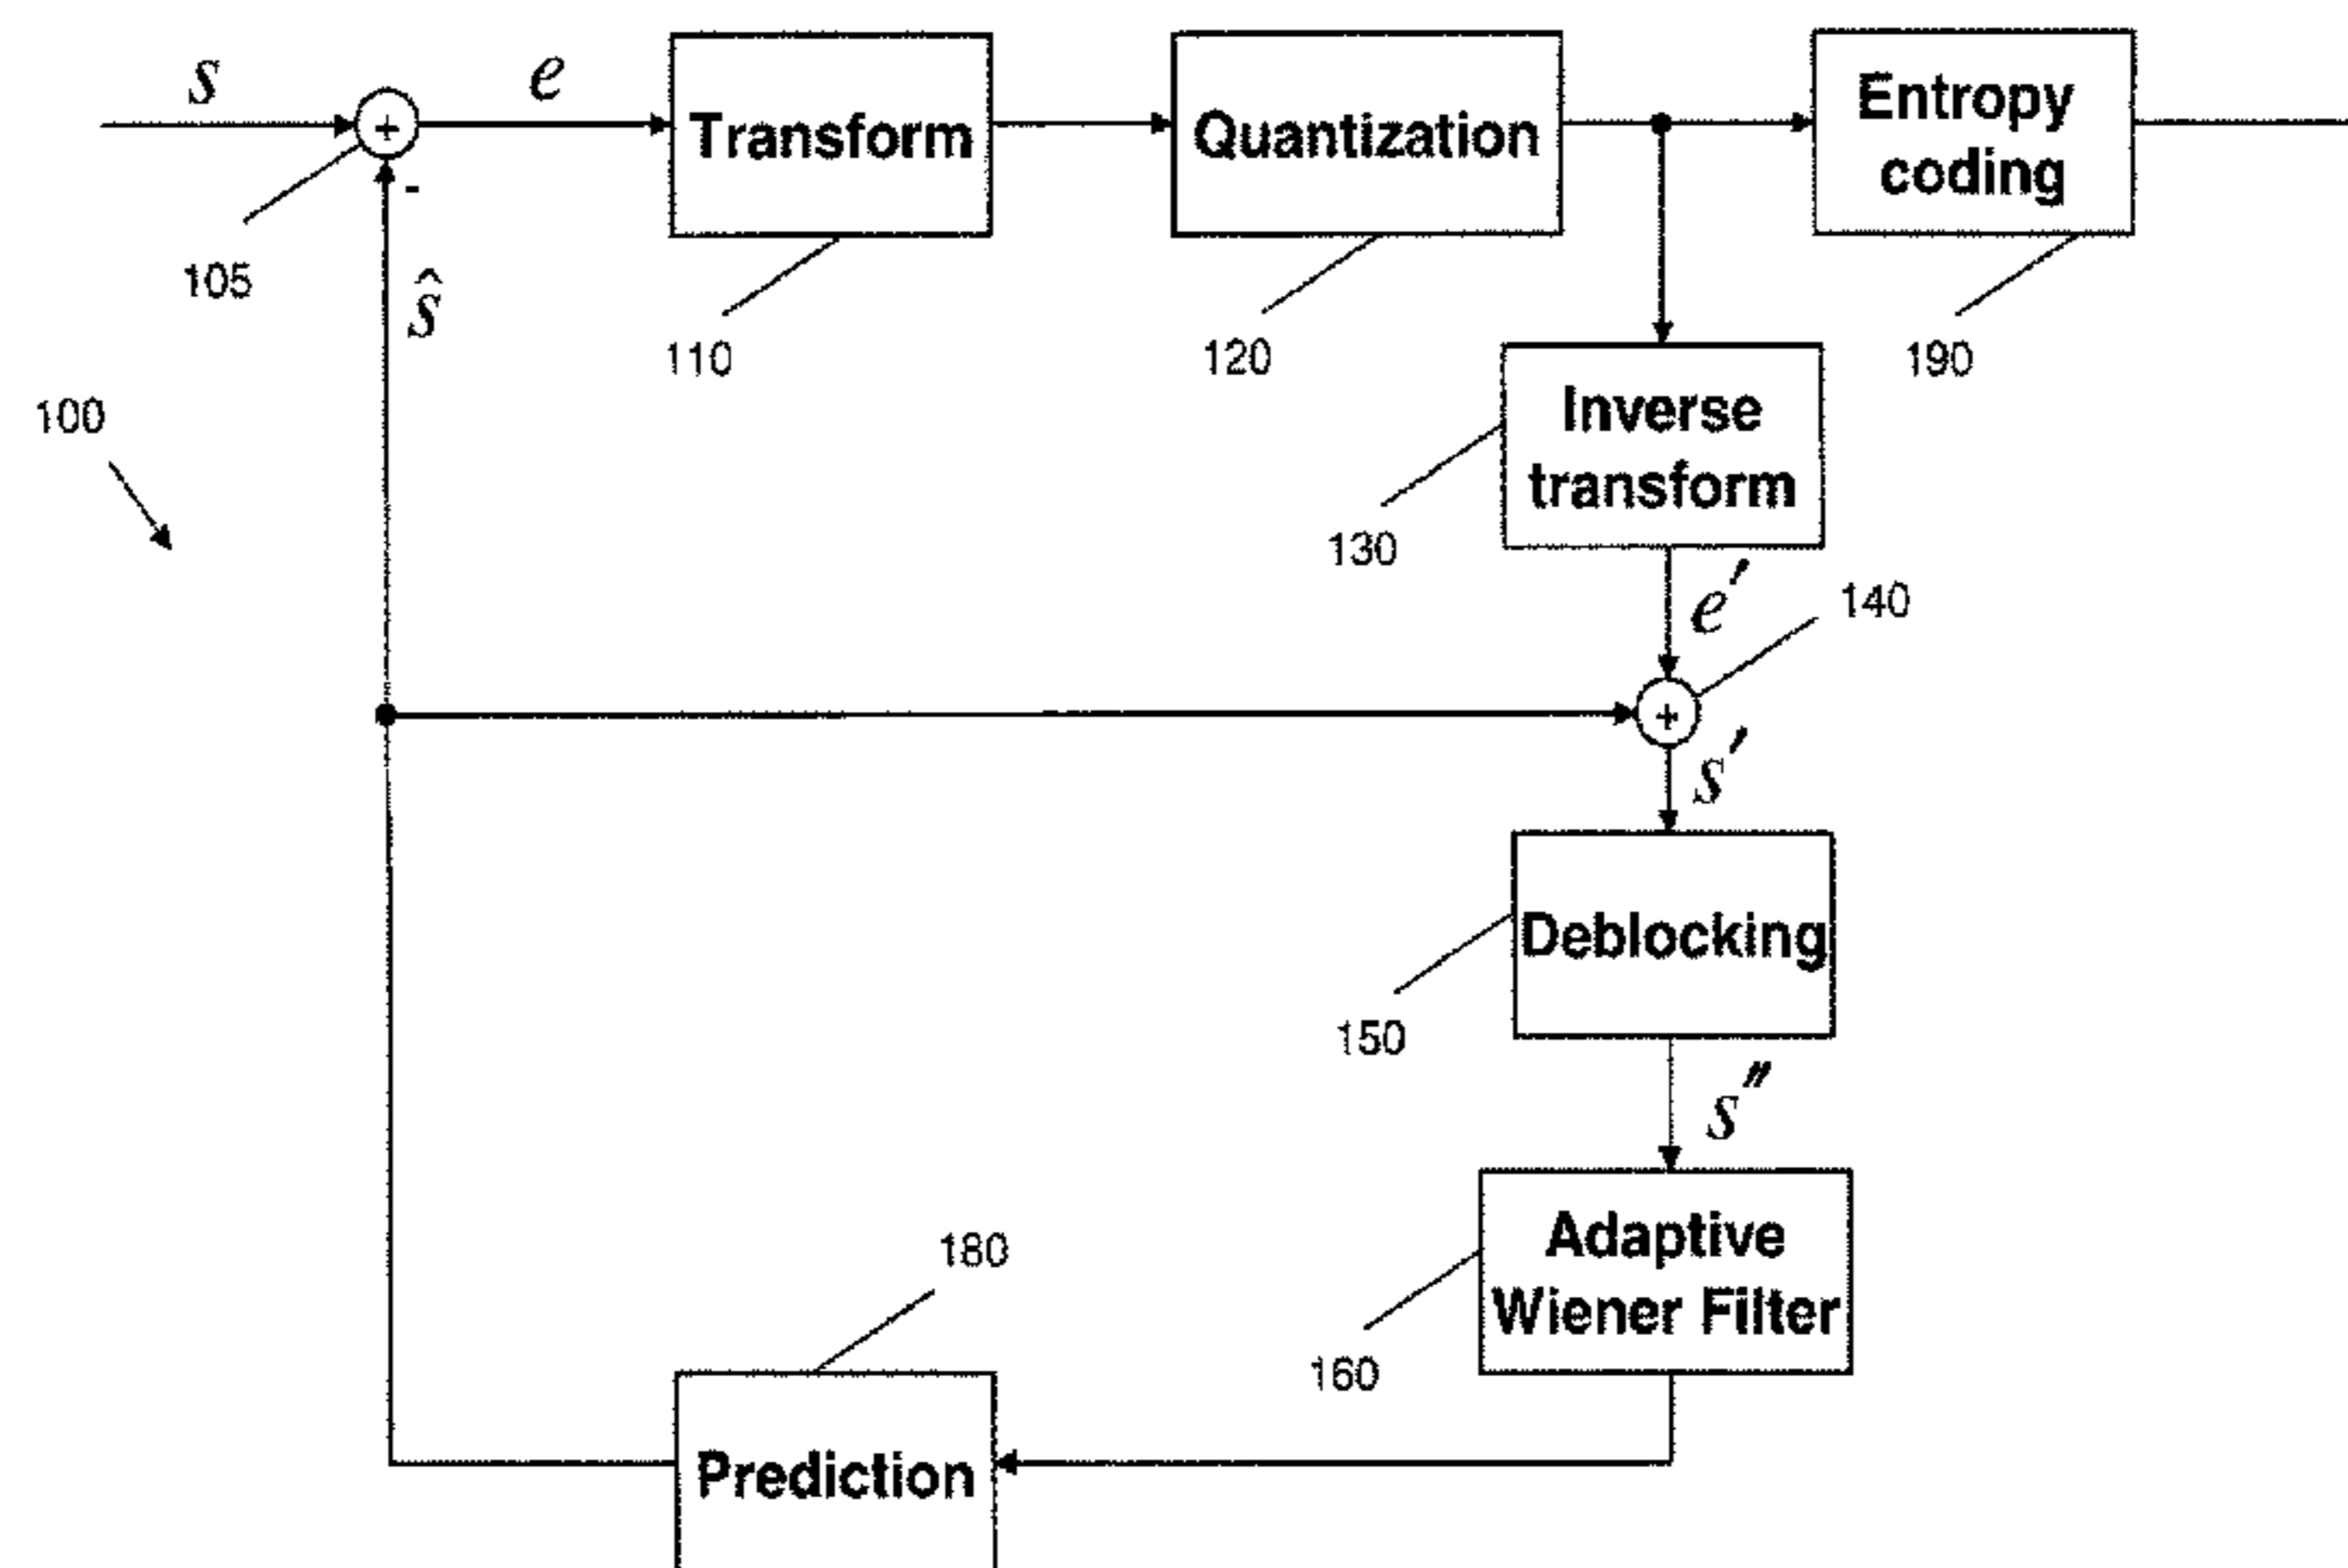 s
e
+
-
ŝ
Transform
Quantization
Entropy
coding
105
110
120
190
100
Inverse
transform
130
e′
140
+
s′
Deblocking
150
s″
Adaptive
Wiener Filter
160
180
Prediction